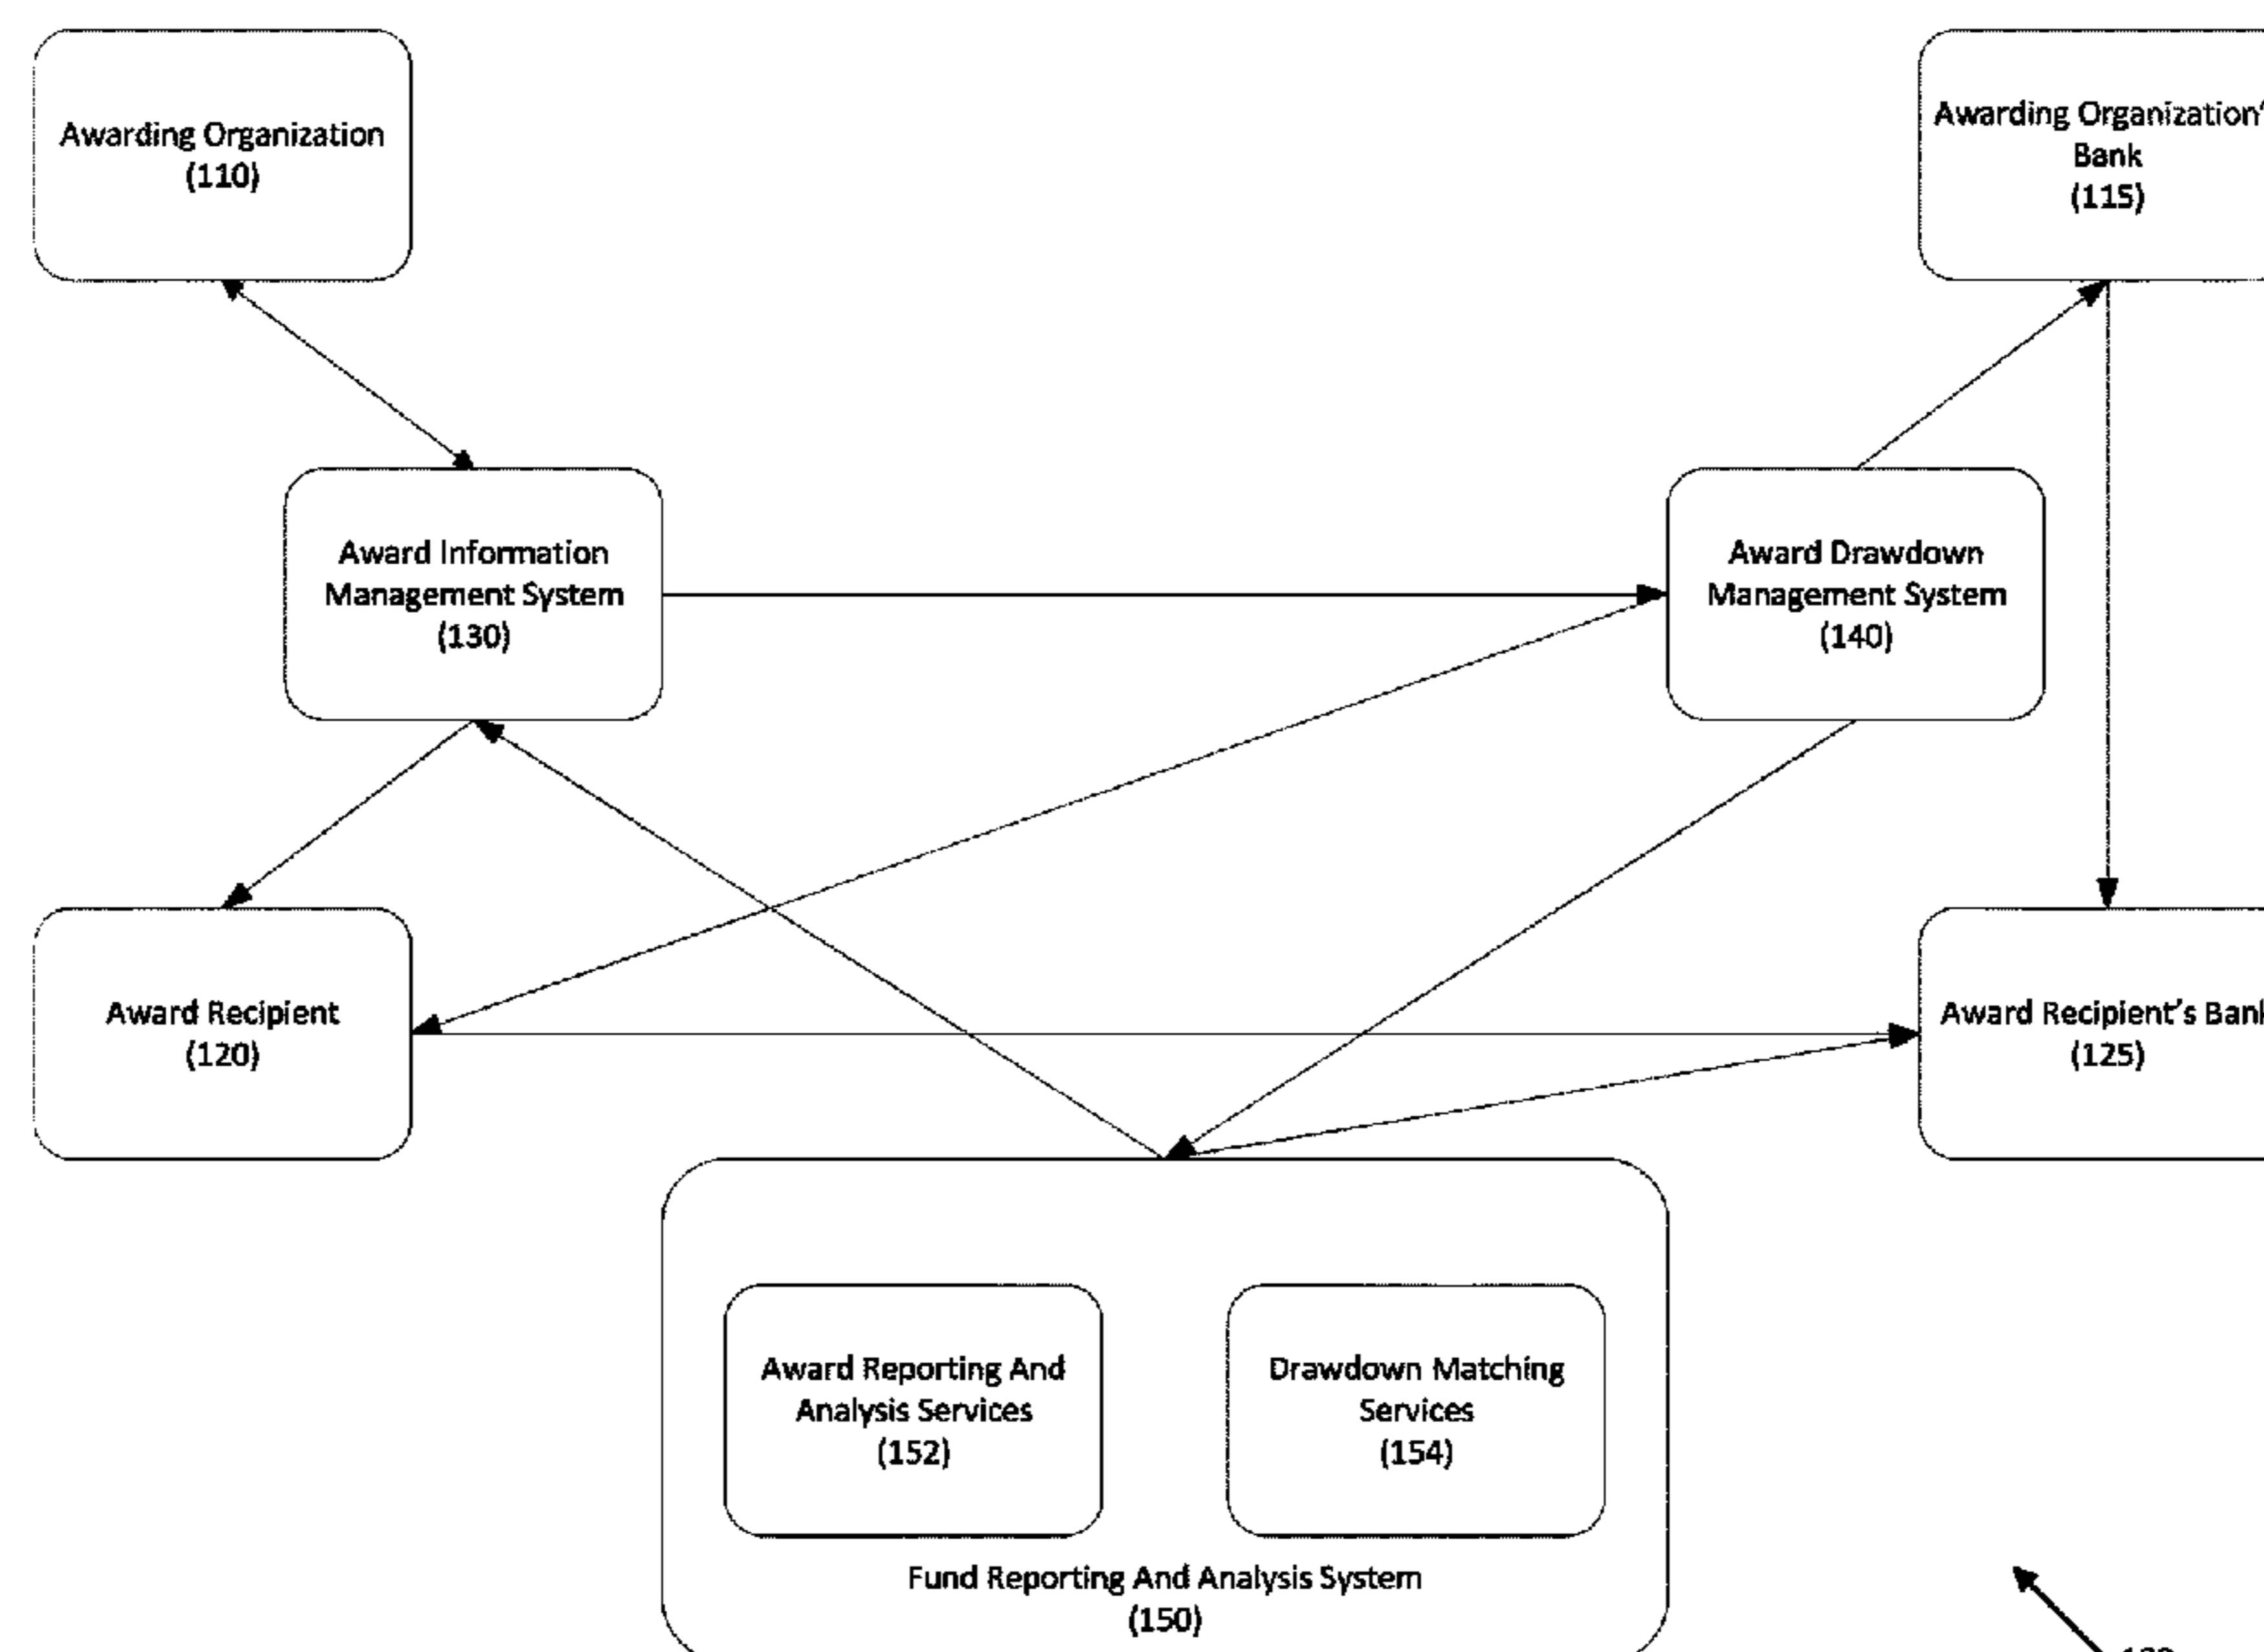 Awarding Organization
(110)
Awarding Organization'
Bank
(115)
Award Information
Management System
(130)
Award Drawdown
Management System
(140)
Award Recipient
(120)
Award Recipient's Bank
(125)
Award Reporting And
Analysis Services
(152)
Drawdown Matching
Services
(154)
Fund Reporting And Analysis System
(150)